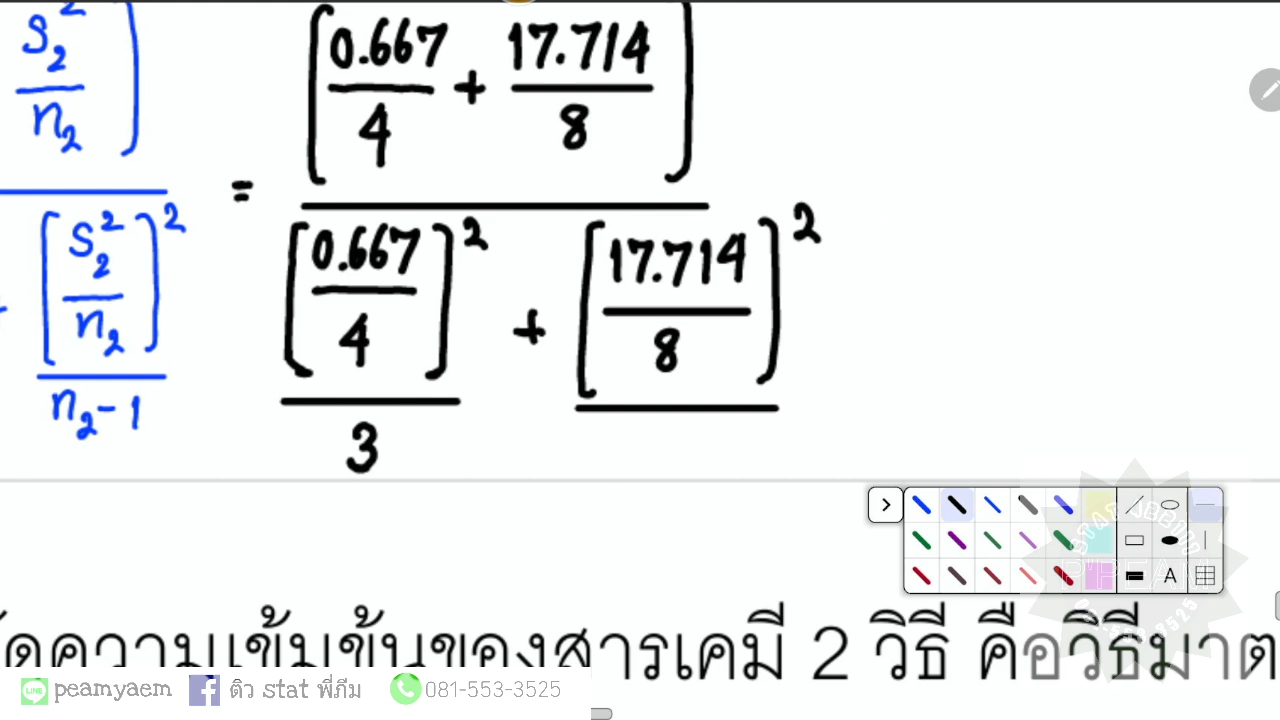 S₂²/n₂ ] [ 0.667/4 + 17.714/8 ]
=
[ S₂²/n₂ ]² / n₂-1
[ 0.667/4 ]² / 3 + [ 17.714/8 ]²
ความเข้มข้นของสารเคมี 2 วิธี คือวิธีมาต
A
STAT
P'PEAM
peamyaem ติว stat พี่ภีม 081-553-3525